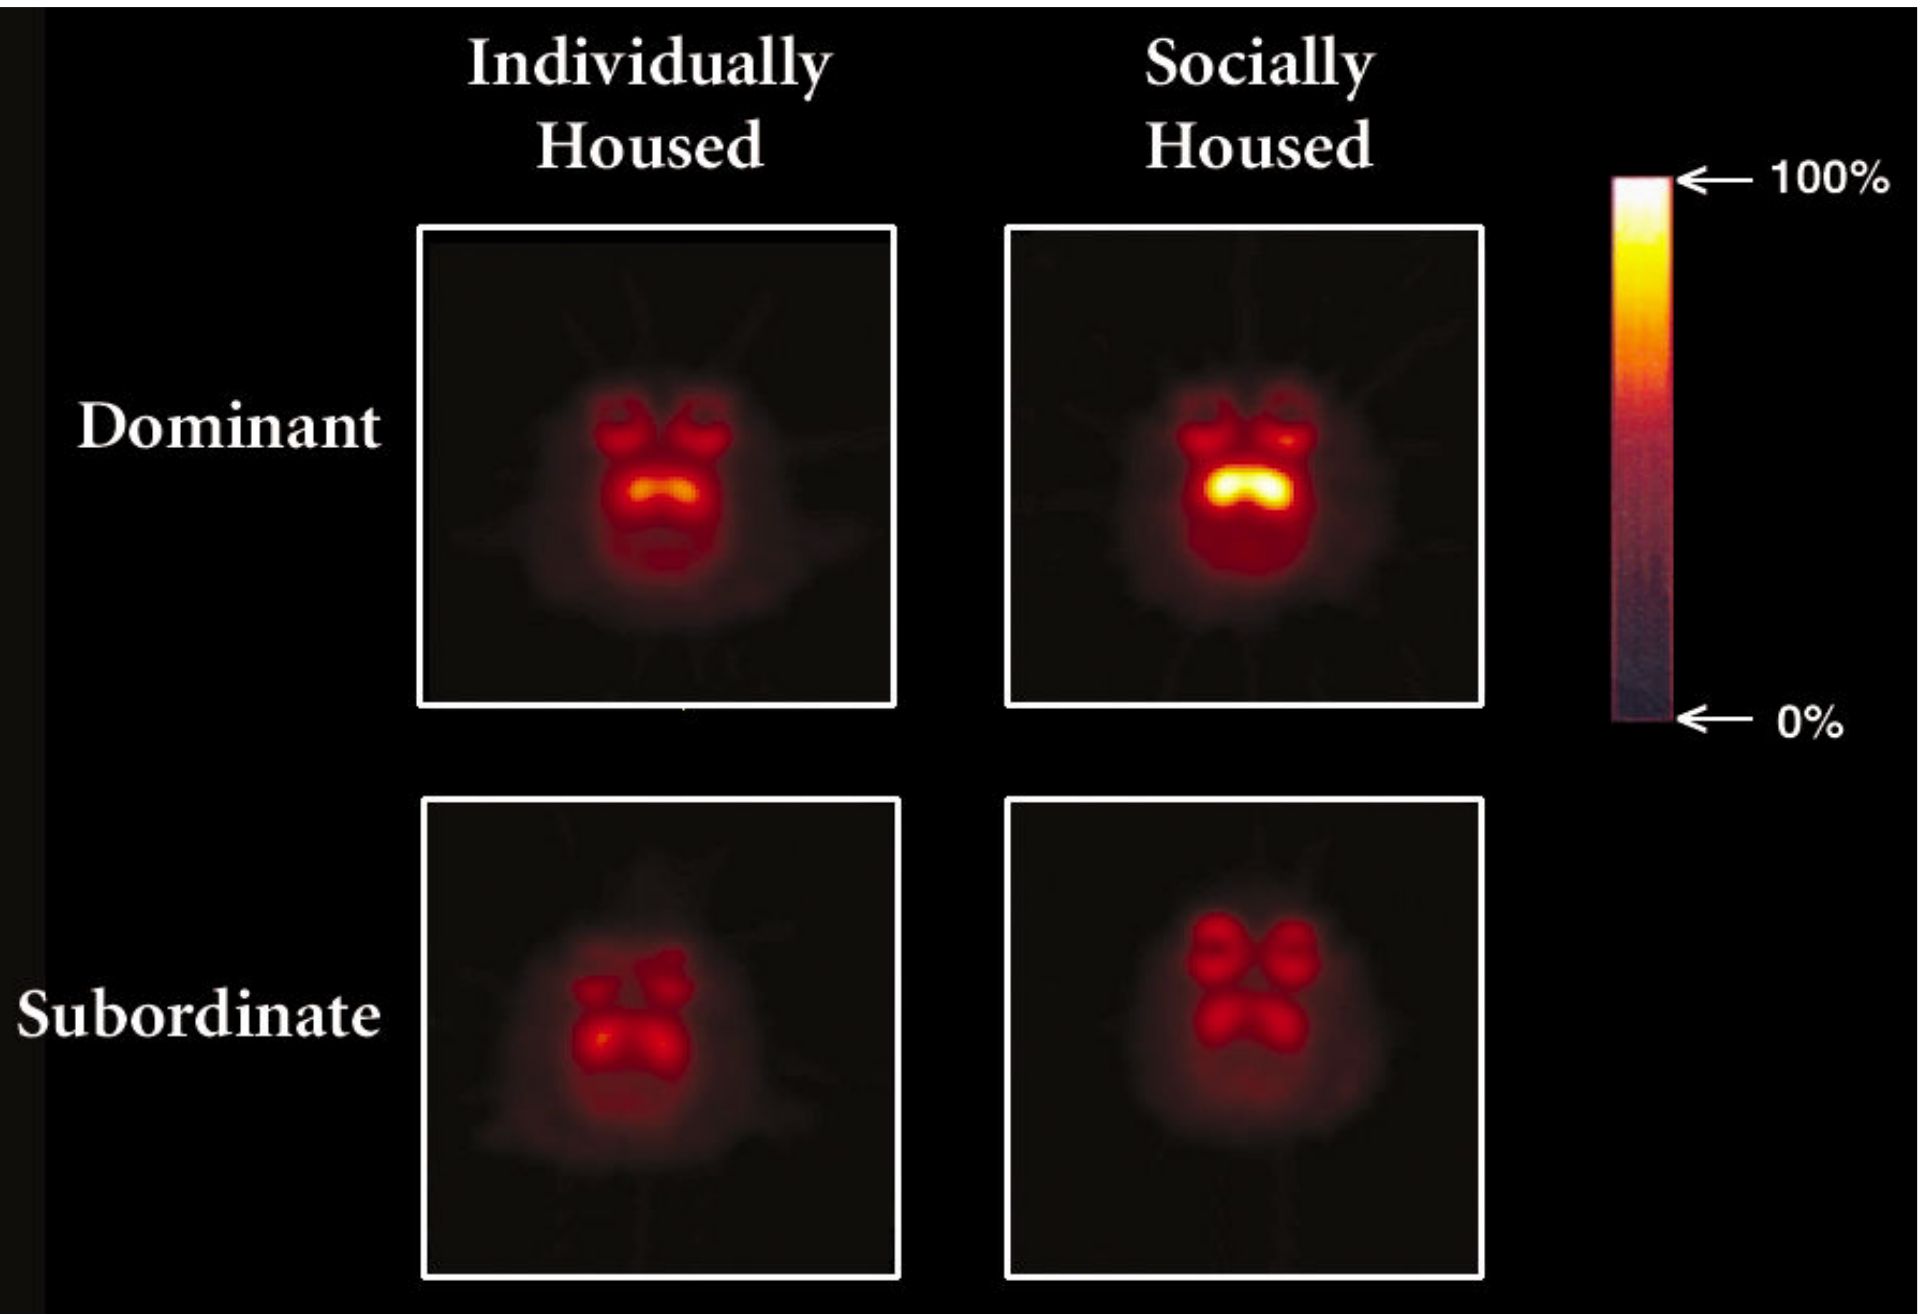 Individually
Housed
Socially
Housed
100%
Dominant
0%
Subordinate